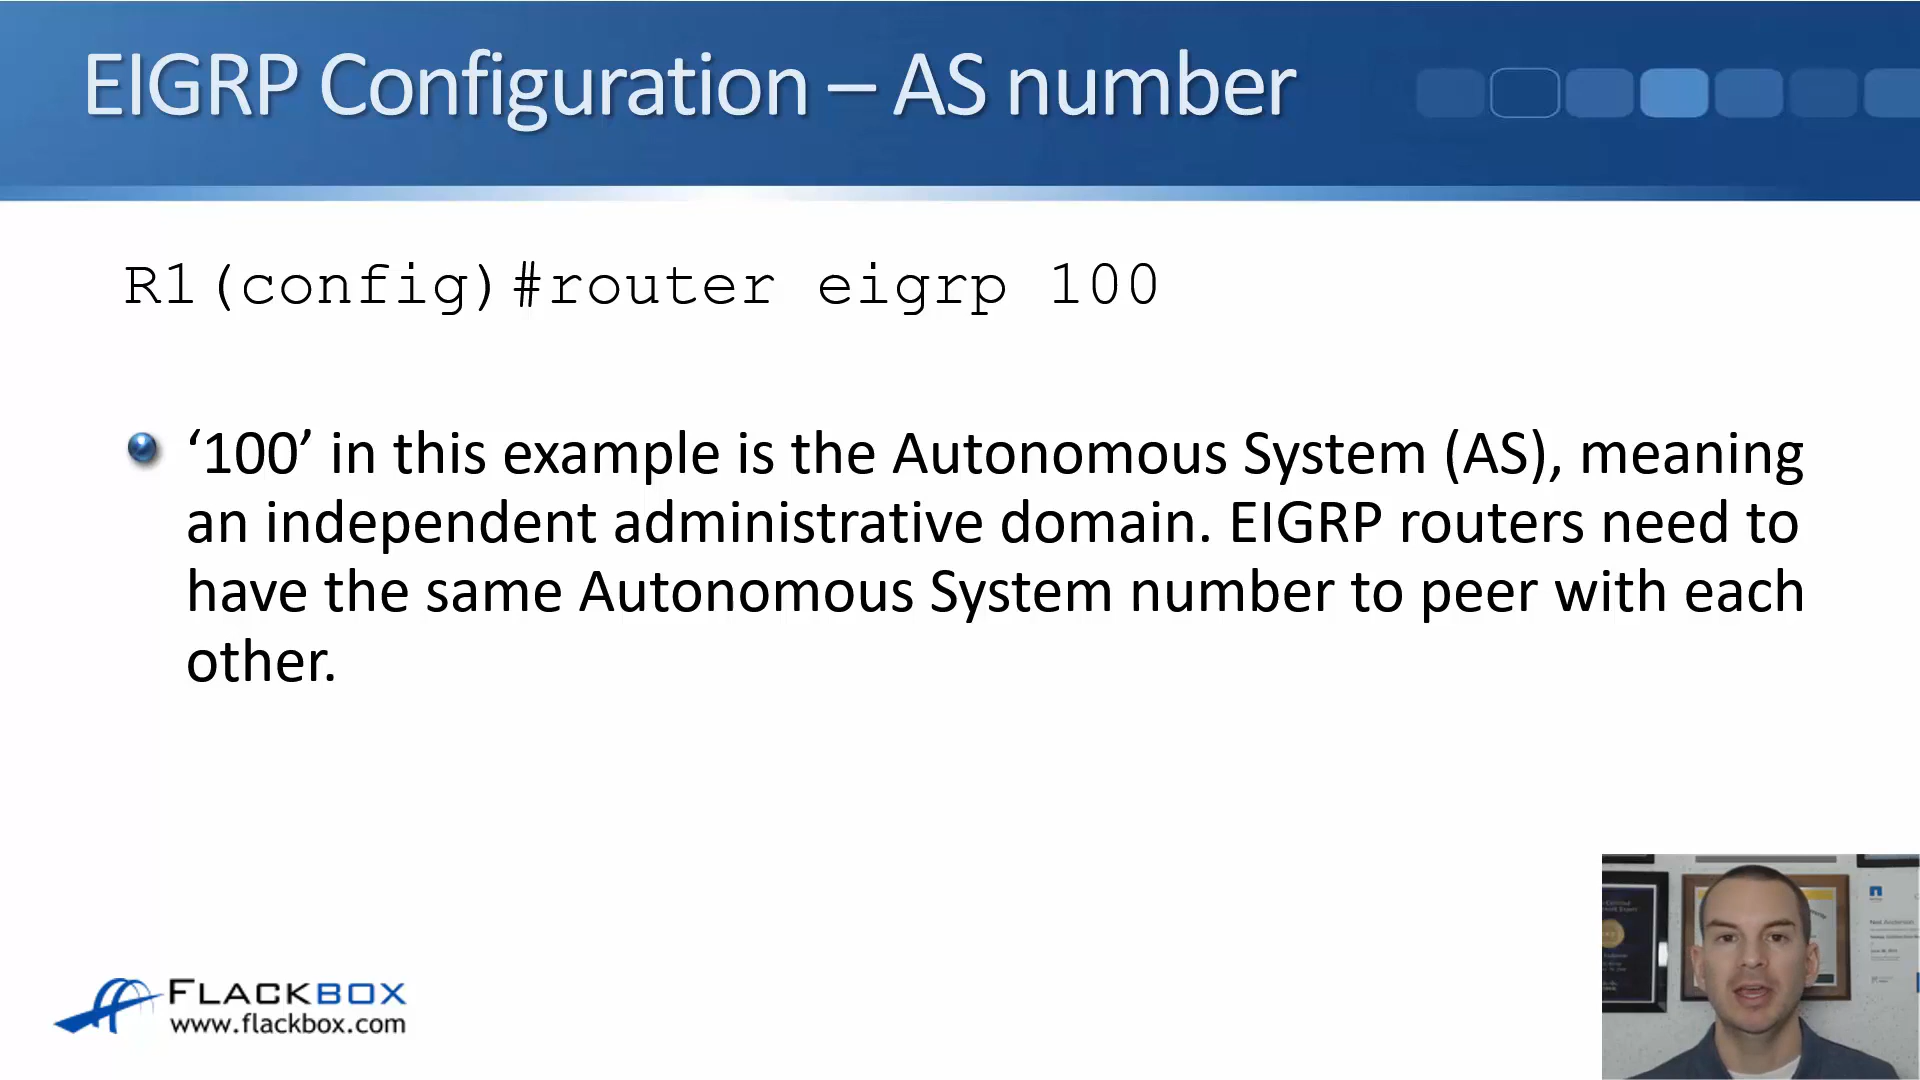 EIGRP Configuration – AS number
R1(config)#router eigrp 100
‘100’ in this example is the Autonomous System (AS), meaning
an independent administrative domain. EIGRP routers need to
have the same Autonomous System number to peer with each
other.
FLACKBOX
www.flackbox.com